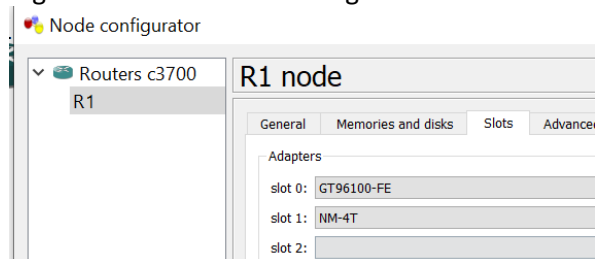 Node configurator
Routers c3700
R1
R1 node
General Memories and disks Slots Advanced
Adapters
slot 0: GT96100-FE
slot 1: NM-4T
slot 2: